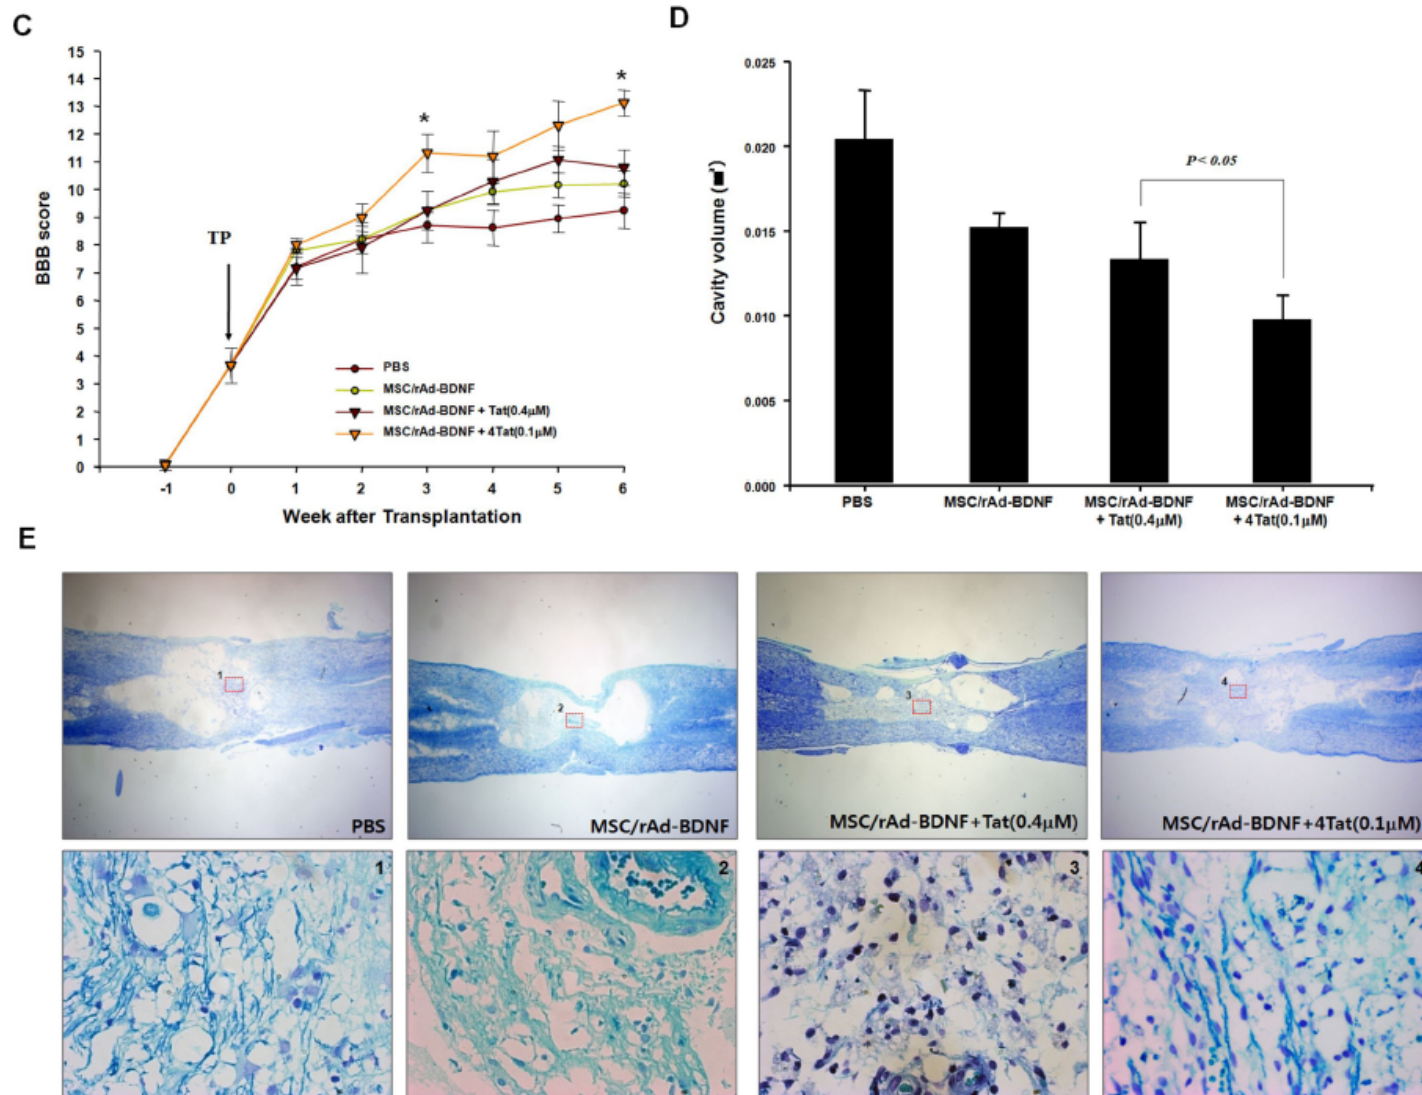 C
15
14
13
12
11
10
9
8
7
6
5
4
3
2
1
0
BBB score
TP
*
*
PBS
MSC/rAd-BDNF
MSC/rAd-BDNF + Tat(0.4μM)
MSC/rAd-BDNF + 4Tat(0.1μM)
-1 0 1 2 3 4 5 6
Week after Transplantation
D
0.025
0.020
0.015
0.010
0.005
0.000
Cavity volume (■³)
P < 0.05
PBS
MSC/rAd-BDNF
MSC/rAd-BDNF
+ Tat(0.4μM)
MSC/rAd-BDNF
+ 4Tat(0.1μM)
E
1
PBS
2
MSC/rAd-BDNF
3
MSC/rAd-BDNF+Tat(0.4μM)
4
MSC/rAd-BDNF+4Tat(0.1μM)
1
2
3
4